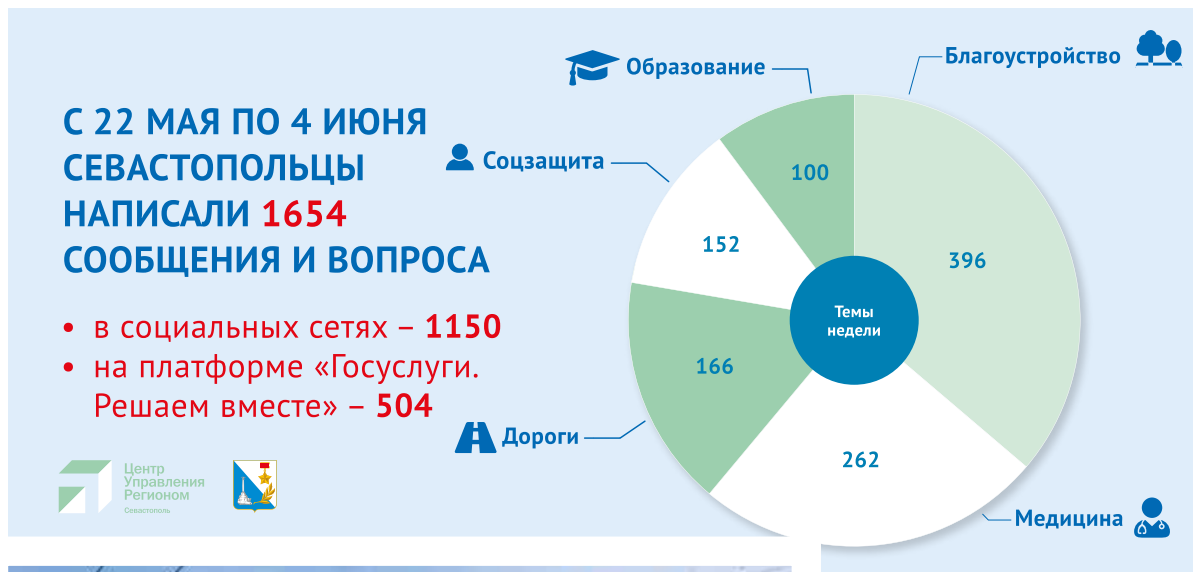 С 22 МАЯ ПО 4 ИЮНЯ
СЕВАСТОПОЛЬЦЫ
НАПИСАЛИ 1654
СООБЩЕНИЯ И ВОПРОСА
• в социальных сетях – 1150
• на платформе «Госуслуги.
Решаем вместе» – 504
Центр
Управления
Регионом
Севастополь
Образование
Благоустройство
Соцзащита
100
152
396
Темы
недели
166
Дороги
262
Медицина